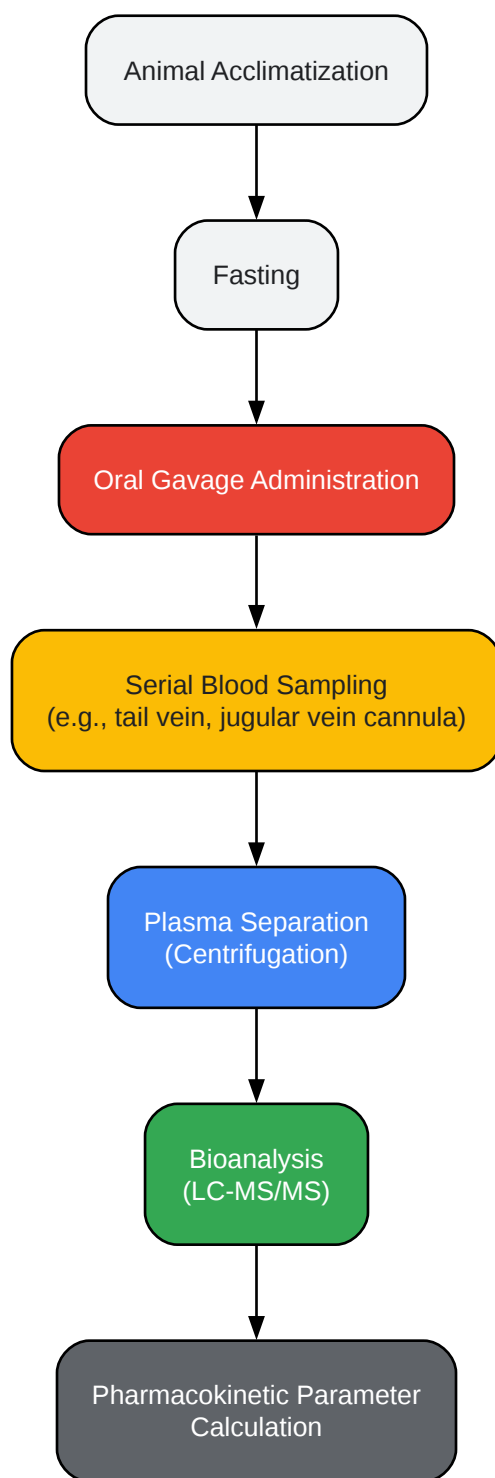 Animal Acclimatization
Fasting
Oral Gavage Administration
Serial Blood Sampling
(e.g., tail vein, jugular vein cannula)
Plasma Separation
(Centrifugation)
Bioanalysis
(LC-MS/MS)
Pharmacokinetic Parameter
Calculation